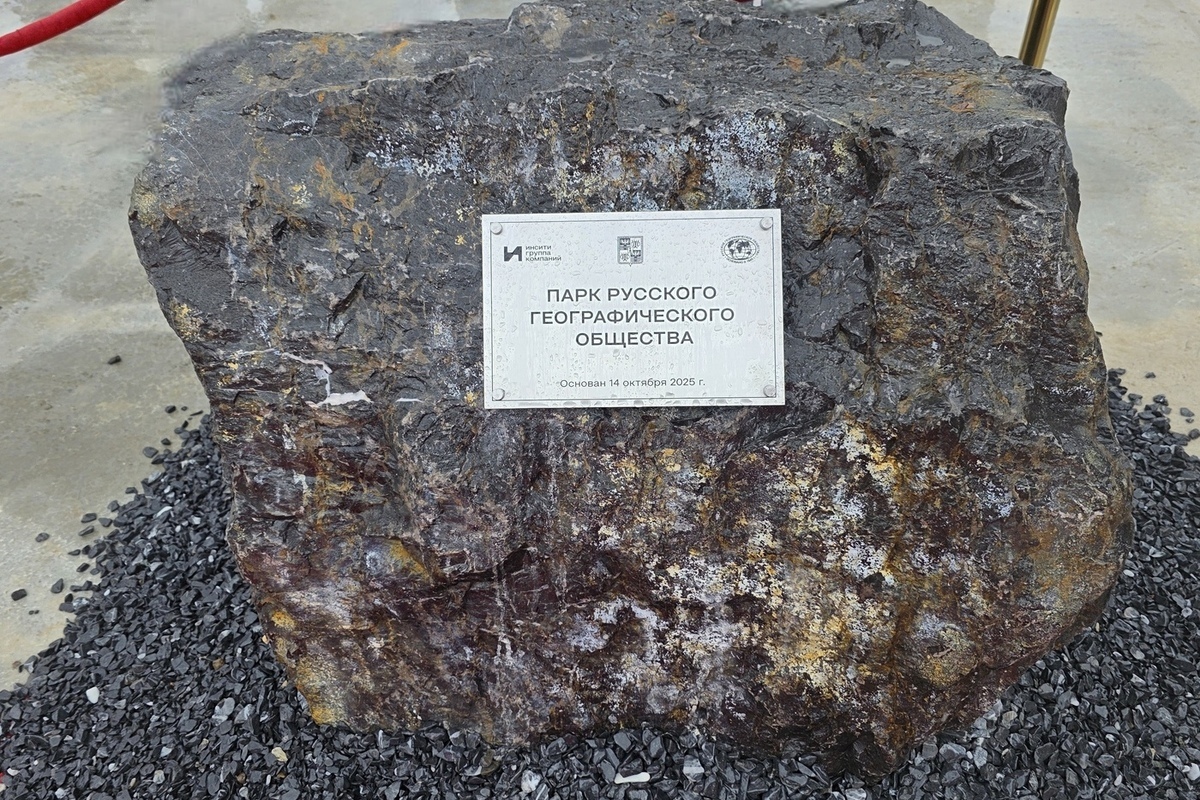 ИНСИТИ
ГРУППА
КОМПАНИЙ
ПАРК РУССКОГО
ГЕОГРАФИЧЕСКОГО
ОБЩЕСТВА
Основан 14 октября 2025 г.